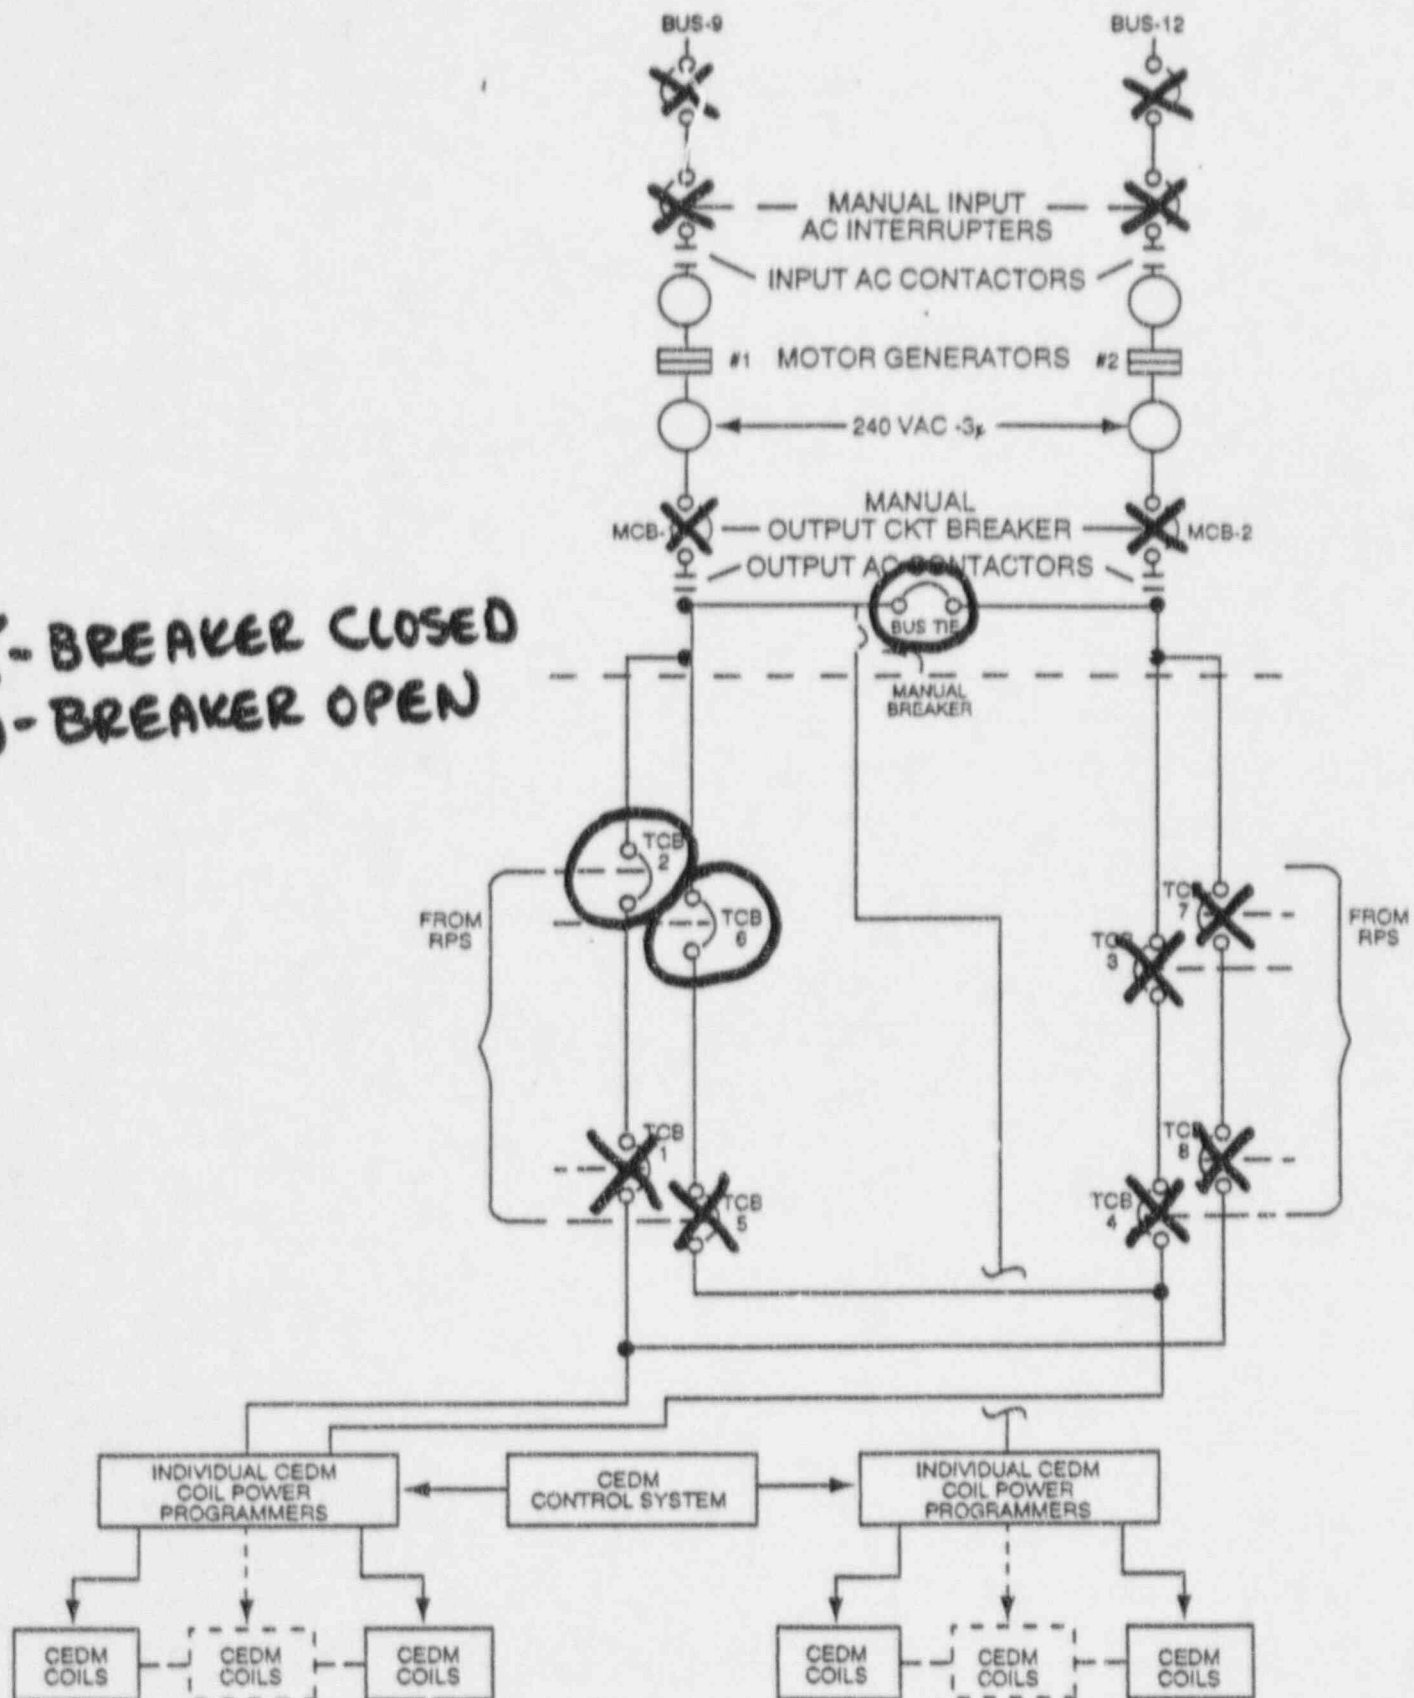 BUS-9
BUS-12
MANUAL INPUT
AC INTERRUPTERS
INPUT AC CONTACTORS
#1 MOTOR GENERATORS #2
240 VAC -3
MANUAL
MCB- OUTPUT CKT BREAKER MCB-2
OUTPUT AC CONTACTORS
BUS TIE
- BREAKER CLOSED
- BREAKER OPEN
MANUAL
BREAKER
TCB
2
TCB
6
FROM
RPS
TCB
7
TCB
3
FROM
RPS
TCB
1
TCB
5
TCB
8
TCB
4
INDIVIDUAL CEDM
COIL POWER
PROGRAMMERS
CEDM
CONTROL SYSTEM
INDIVIDUAL CEDM
COIL POWER
PROGRAMMERS
CEDM
COILS
CEDM
COILS
CEDM
COILS
CEDM
COILS
CEDM
COILS
CEDM
COILS